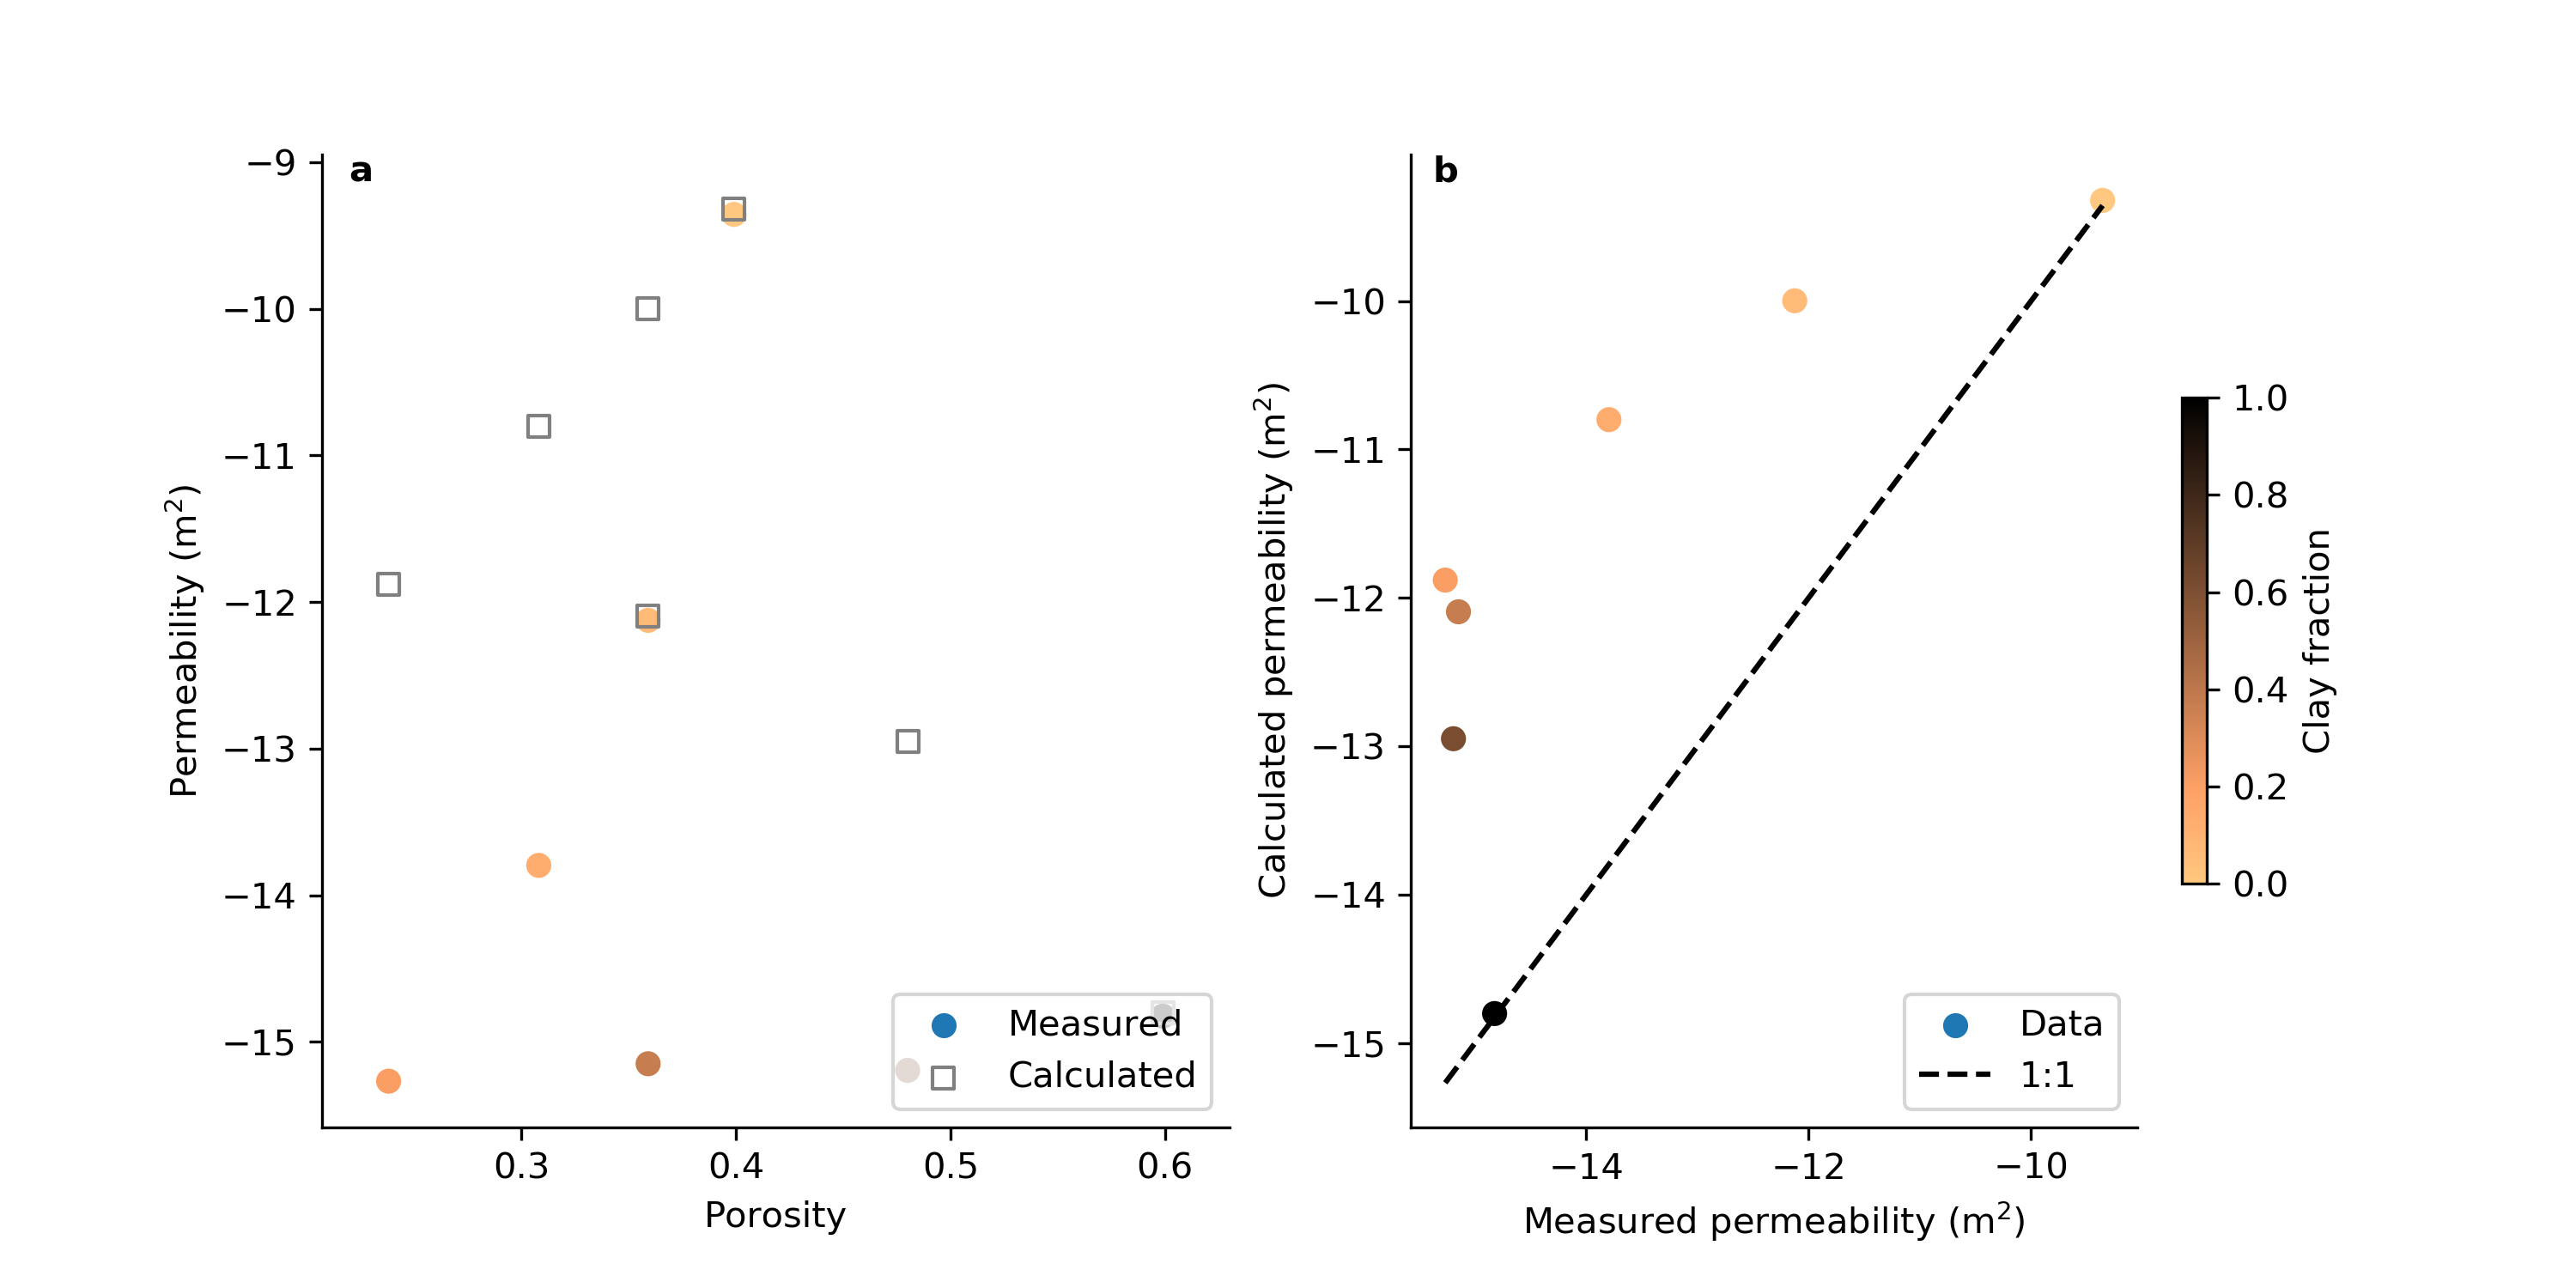 a
−9
−10
−11
−12
−13
−14
−15
Permeability (m²)
0.3 0.4 0.5 0.6
Porosity
Measured
Calculated
b
−10
−11
−12
−13
−14
−15
Calculated permeability (m²)
−14 −12 −10
Measured permeability (m²)
Data
1:1
1.0
0.8
0.6
0.4
0.2
0.0
Clay fraction